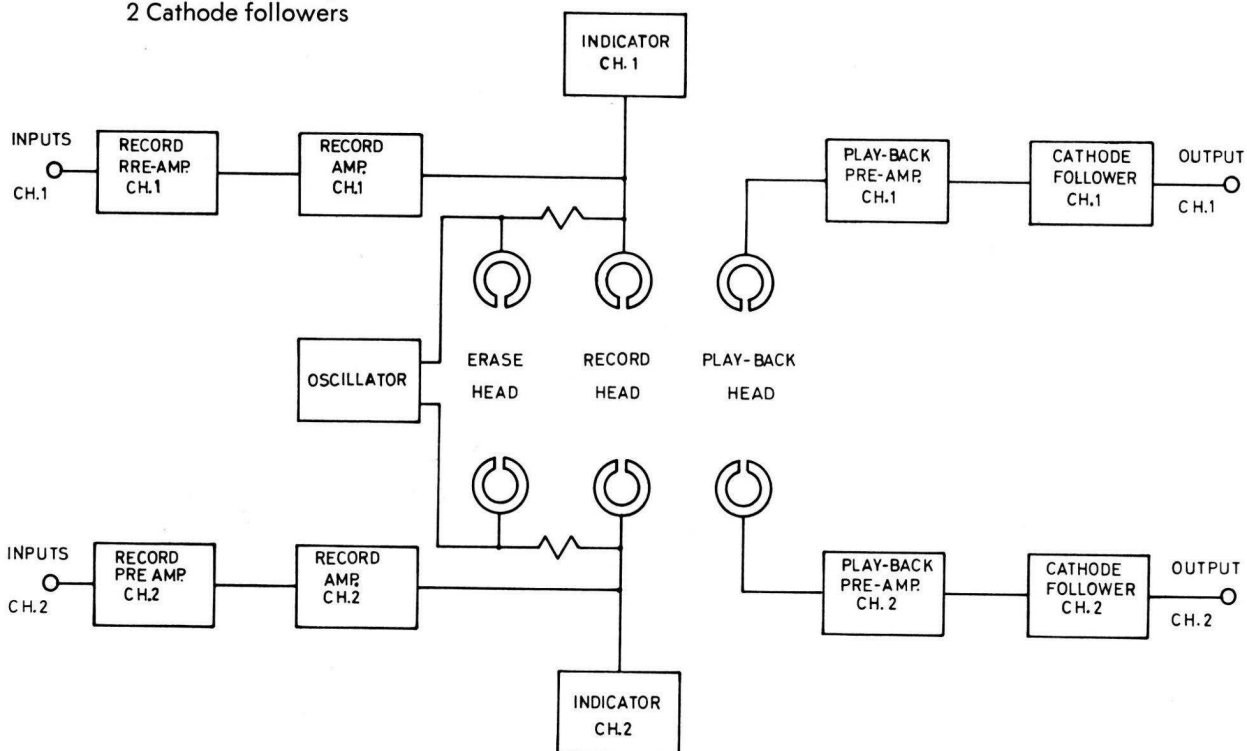 2 Cathode followers
INDICATOR
CH. 1
INPUTS
CH.1
RECORD
RRE-AMP.
CH.1
RECORD
AMP.
CH.1
PLAY-BACK
PRE-AMP.
CH.1
CATHODE
FOLLOWER
CH.1
OUTPUT
CH.1
OSCILLATOR
ERASE
HEAD
RECORD
HEAD
PLAY-BACK
HEAD
INPUTS
CH.2
RECORD
PRE AMP.
CH.2
RECORD
AMP.
CH.2
PLAY-BACK
PRE-AMP.
CH. 2
CATHODE
FOLLOWER
CH. 2
OUTPUT
CH.2
INDICATOR
CH.2